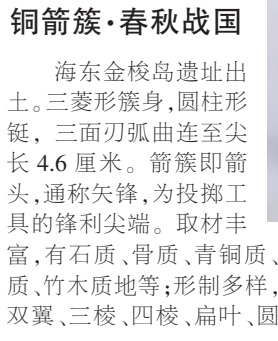 铜箭簇·春秋战国
海东金梭岛遗址出
土。三菱形簇身,圆柱形
铤，三面刃弧曲连至尖
长 4.6 厘米。箭簇即箭
头,通称矢锋,为投掷工
具的锋利尖端。取材丰
富,有石质、骨质、青铜质、
质、竹木质地等;形制多样,
双翼、三棱、四棱、扁叶、圆